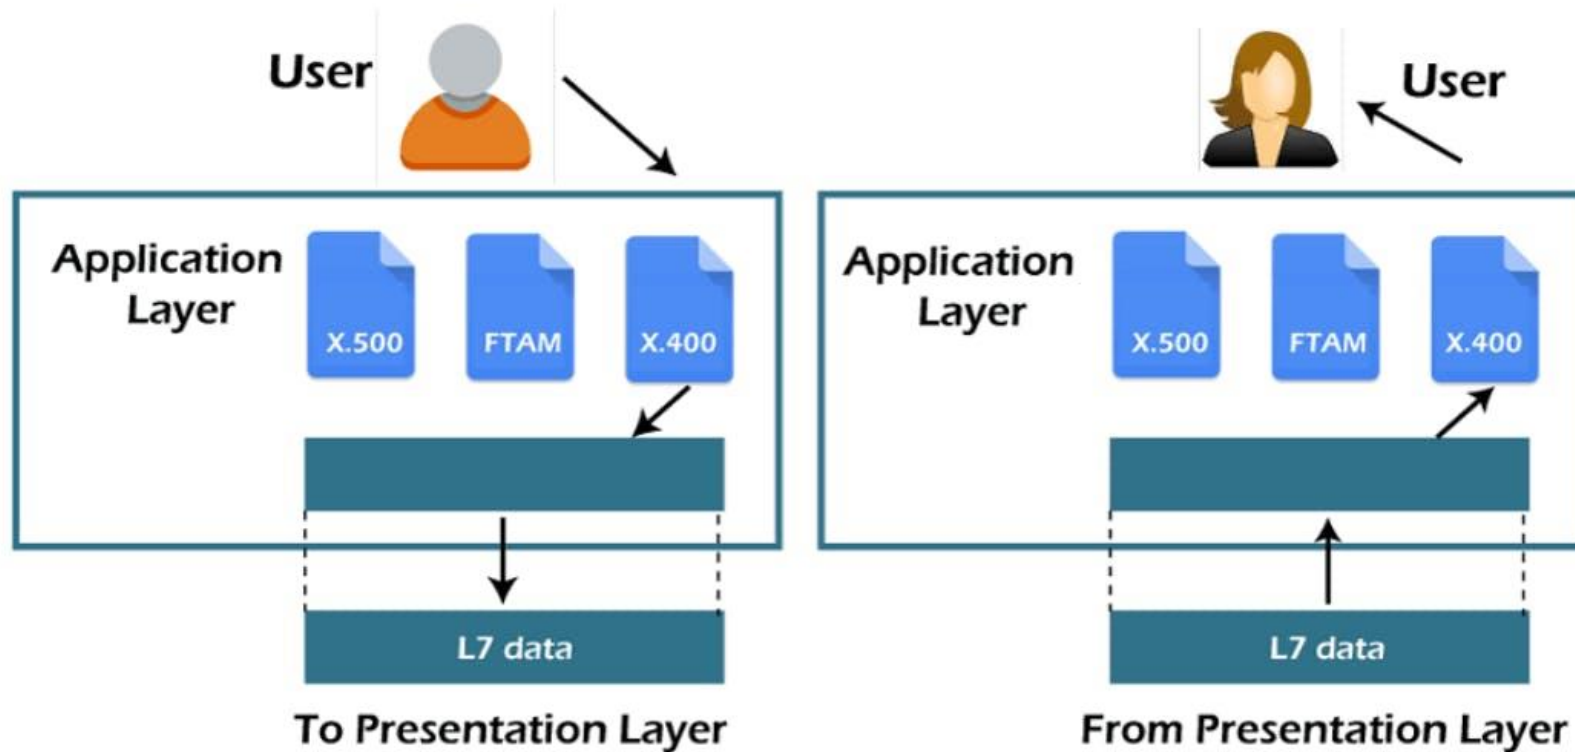 User
Application
Layer
X.500
FTAM
X.400
L7 data
To Presentation Layer
User
Application
Layer
X.500
FTAM
X.400
L7 data
From Presentation Layer